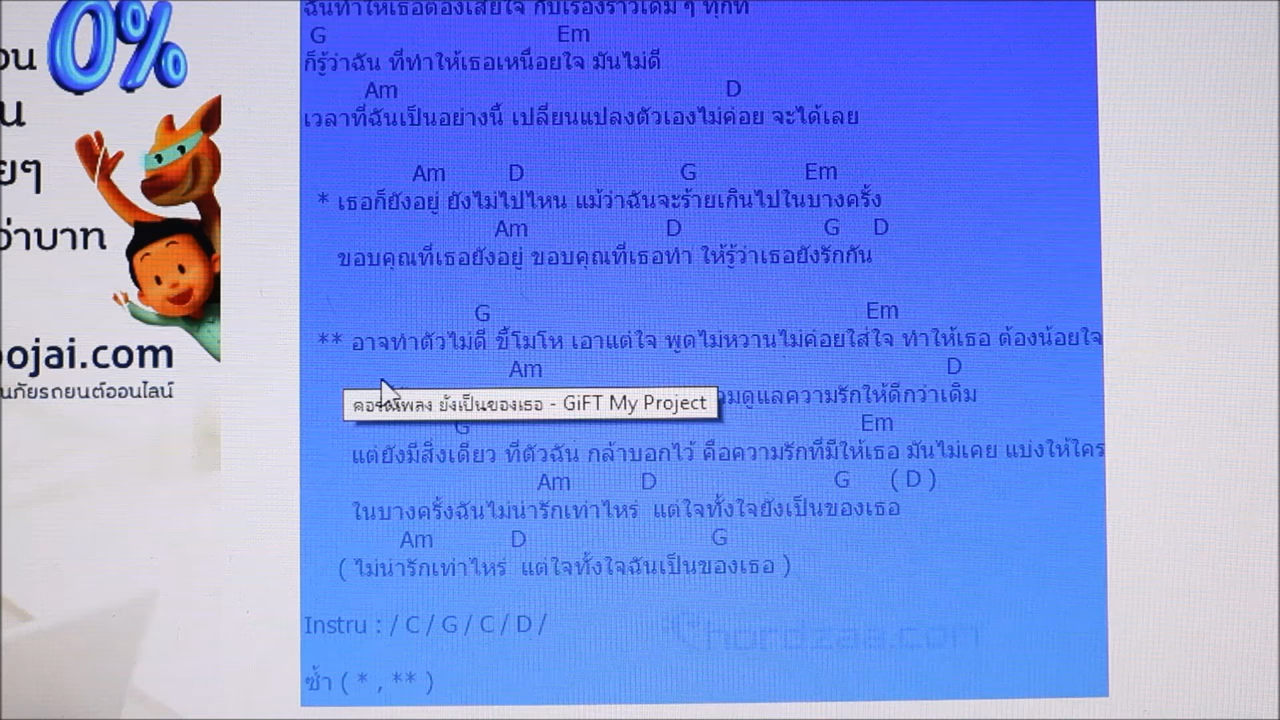 0%
ฉันทำให้เธอต้องเสียใจ กับเรื่องราวเดิม ๆ ทุกที
G Em
ก็รู้ว่าฉัน ที่ทำให้เธอเหนื่อยใจ มันไม่ดี
Am D
เวลาที่ฉันเป็นอย่างนี้ เปลี่ยนแปลงตัวเองไม่ค่อย จะได้เลย
Am D G Em
* เธอก็ยังอยู่ ยังไม่ไปไหน แม้ว่าฉันจะร้ายเกินไปในบางครั้ง
Am D G D
ขอบคุณที่เธอยังอยู่ ขอบคุณที่เธอทำ ให้รู้ว่าเธอยังรักกัน
G Em
** อาจทำตัวไม่ดี ขี้โมโห เอาแต่ใจ พูดไม่หวานไม่ค่อยใส่ใจ ทำให้เธอ ต้องน้อยใจ
Am D
คอร์ดเพลง ยังเป็นของเธอ - GiFT My Project
ดูแลความรักให้ดีกว่าเดิม
G Em
แต่ยังมีสิ่งเดียว ที่ตัวฉัน กล้าบอกไว้ คือความรักที่มีให้เธอ มันไม่เคย แบ่งให้ใคร
Am D G ( D )
ในบางครั้งฉันไม่น่ารักเท่าไหร่ แต่ใจทั้งใจยังเป็นของเธอ
Am D G
( ไม่น่ารักเท่าไหร่ แต่ใจทั้งใจฉันเป็นของเธอ )
Instru : / C / G / C / D /
ซ้ำ ( * , ** )
Chordzaa.com
ว่าบาท
oojai.com
นภัยรถยนต์ออนไลน์